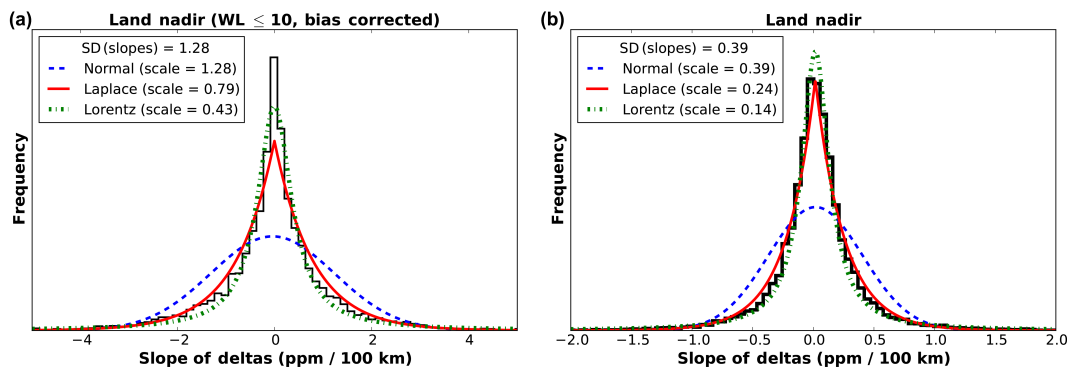 (a)
Land nadir (WL ≤ 10, bias corrected)
SD (slopes) = 1.28
Normal (scale = 1.28)
Laplace (scale = 0.79)
Lorentz (scale = 0.43)
Frequency
−4 −2 0 2 4
Slope of deltas (ppm / 100 km)
(b)
Land nadir
SD (slopes) = 0.39
Normal (scale = 0.39)
Laplace (scale = 0.24)
Lorentz (scale = 0.14)
Frequency
−2.0 −1.5 −1.0 −0.5 0.0 0.5 1.0 1.5 2.0
Slope of deltas (ppm / 100 km)